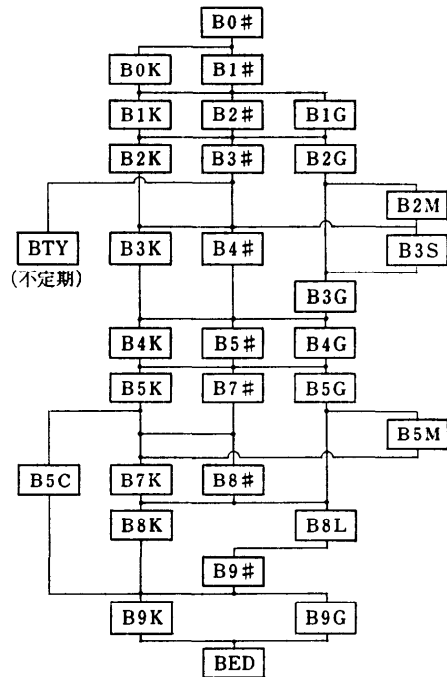 B0♯
B0K B1♯
B1K B2♯ B1G
B2K B3♯ B2G
B2M
BTY B3K B4♯ B3S
(不定期)
B3G
B4K B5♯ B4G
B5K B7♯ B5G
B5M
B5C B7K B8♯
B8K B8L
B9♯
B9K B9G
BED